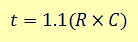 t = 1.1(R × C)